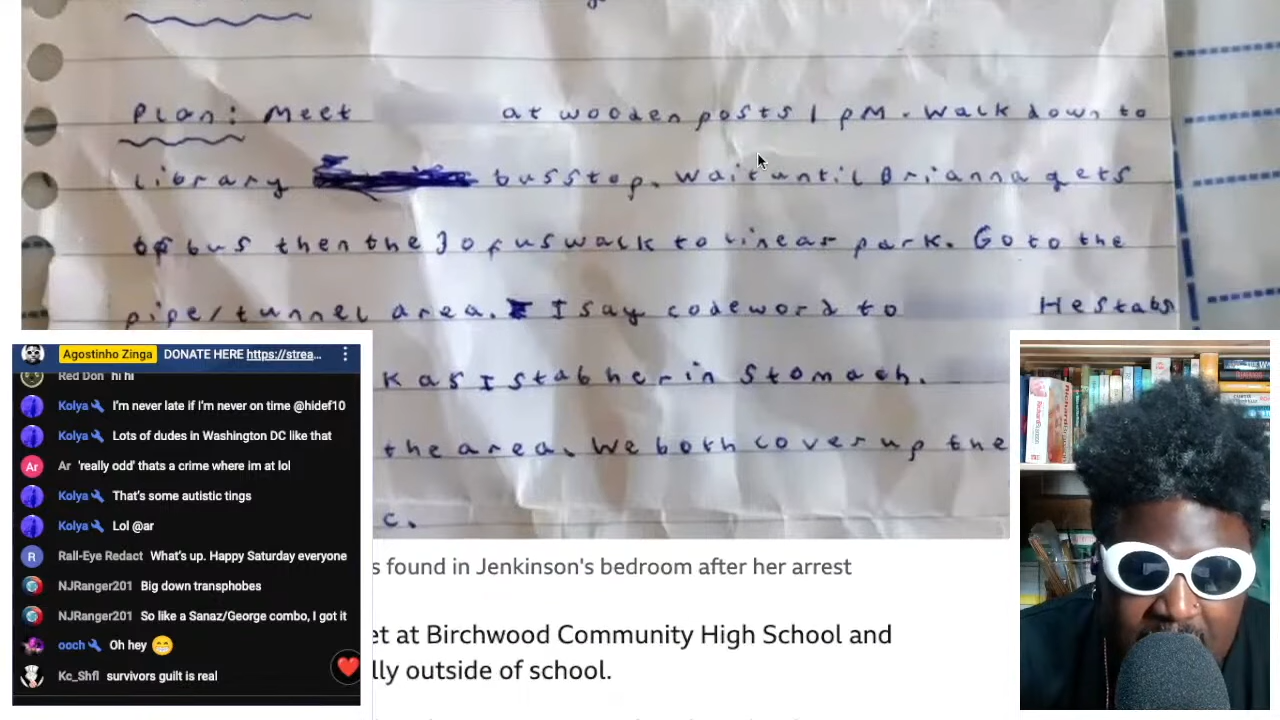 Plan: Meet at wooden posts 1 PM. Walk down to
library bus stop. Wait until Brianna gets
off bus then the 3 of us walk to linear park. Go to the
pipe/tunnel area. I say codeword to He stabs
k as I stab her in stomach.
the area. We both cover up the
c.
s found in Jenkinson's bedroom after her arrest
et at Birchwood Community High School and
lly outside of school.
Agostinho Zinga DONATE HERE https://strea...
Red Don hi hi
Kolya I'm never late if I'm never on time @hidef10
Kolya Lots of dudes in Washington DC like that
Ar Ar 'really odd' thats a crime where im at lol
Kolya That's some autistic tings
Kolya Lol @ar
R Rall-Eye Redact What's up. Happy Saturday everyone
NJRanger201 Big down transphobes
NJRanger201 So like a Sanaz/George combo, I got it
ooch Oh hey
Kc_Shfl survivors guilt is real